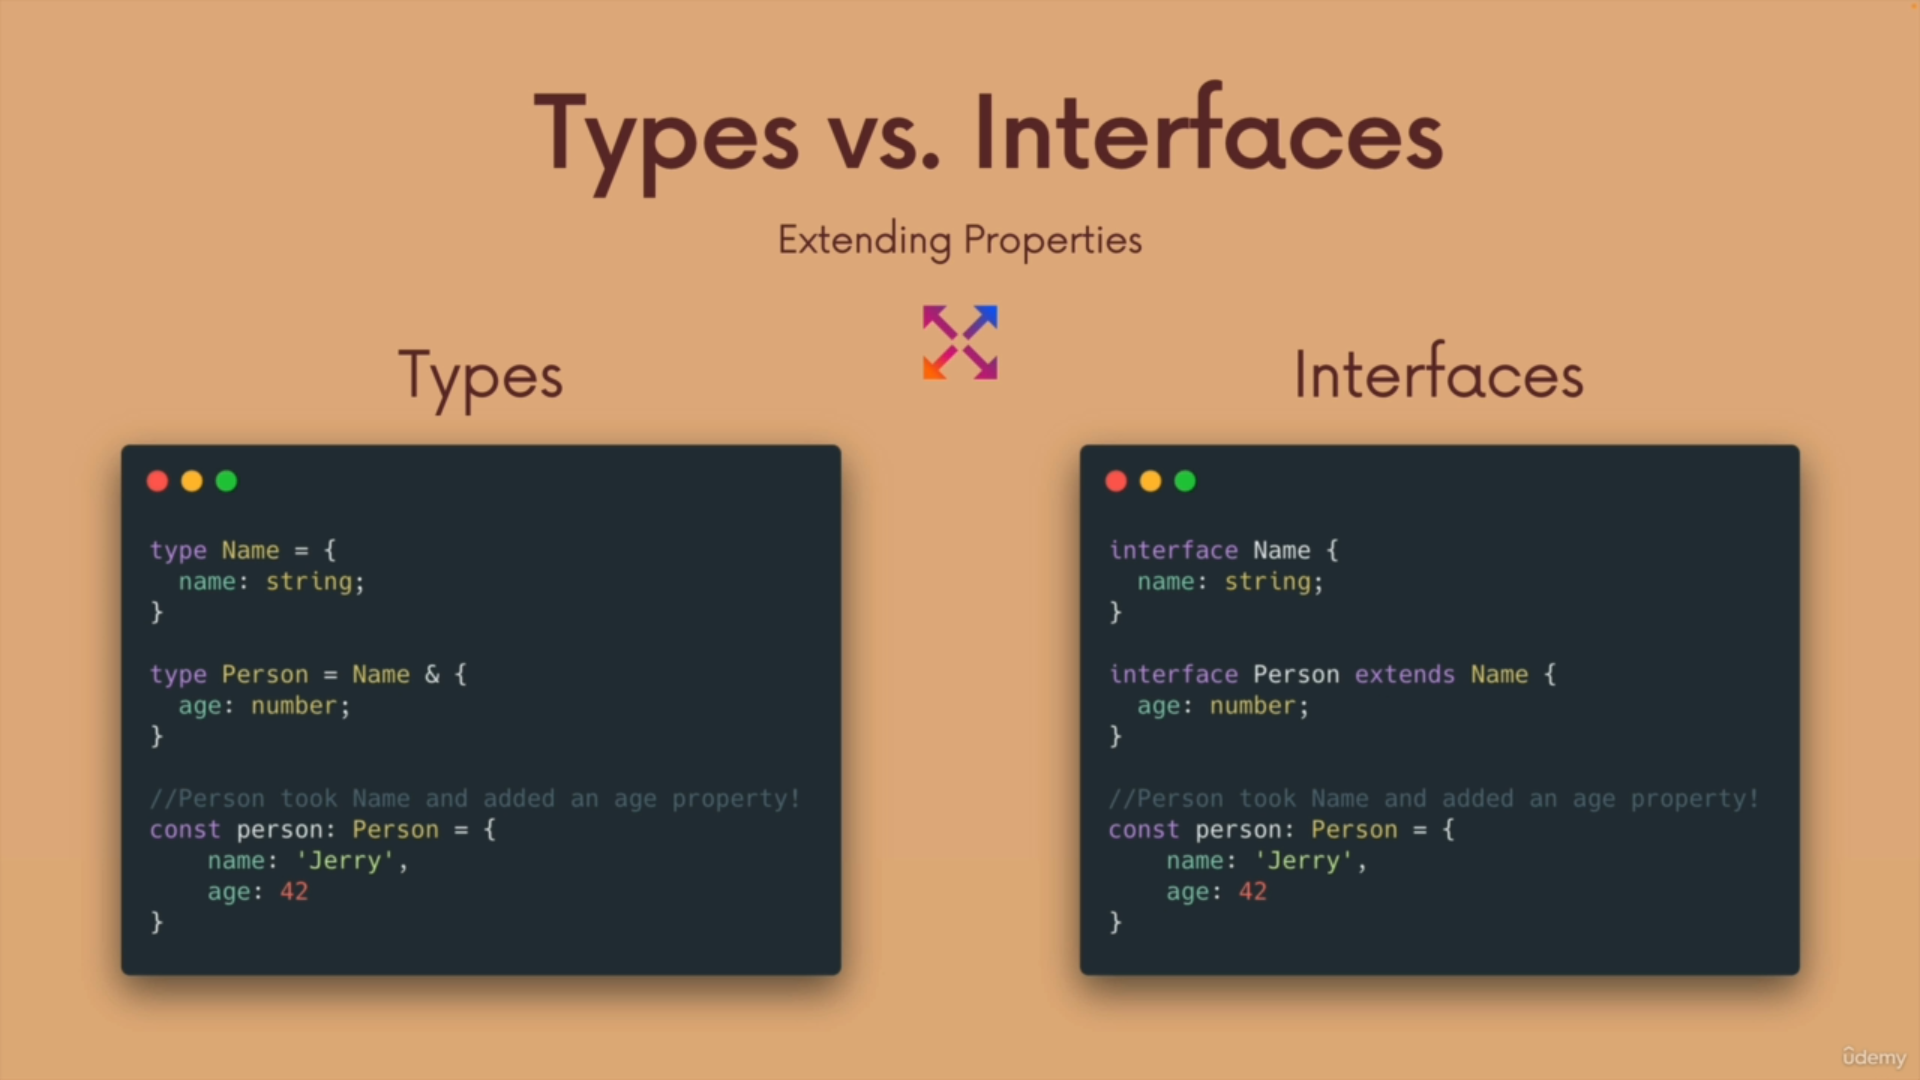 Types vs. Interfaces
Extending Properties
Types
type Name = {
  name: string;
}
type Person = Name & {
  age: number;
}
//Person took Name and added an age property!
const person: Person = {
    name: 'Jerry',
    age: 42
}
Interfaces
interface Name {
  name: string;
}
interface Person extends Name {
  age: number;
}
//Person took Name and added an age property!
const person: Person = {
    name: 'Jerry',
    age: 42
}
ûdemy